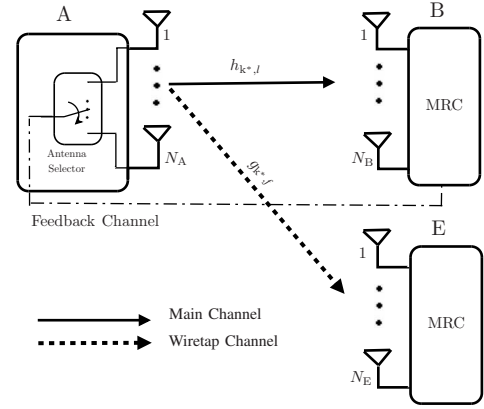 A
B
1
1
h_{k*,l}
MRC
Antenna
Selector
N_A
N_B
g_{k*,f}
Feedback Channel
E
1
MRC
Main Channel
Wiretap Channel
N_E